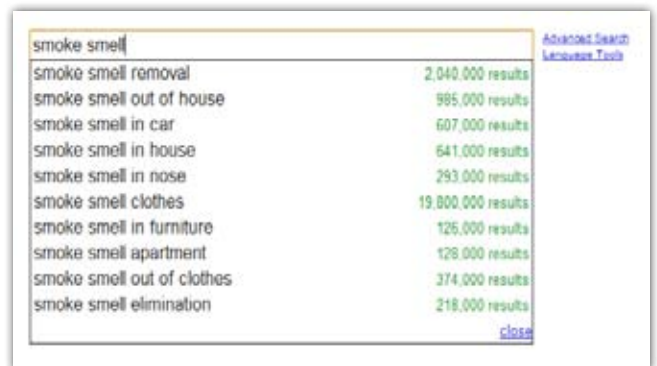 smoke smell
Advanced Search
Language Tools
smoke smell removal 2,040,000 results
smoke smell out of house 985,000 results
smoke smell in car 607,000 results
smoke smell in house 641,000 results
smoke smell in nose 293,000 results
smoke smell clothes 19,800,000 results
smoke smell in furniture 126,000 results
smoke smell apartment 128,000 results
smoke smell out of clothes 374,000 results
smoke smell elimination 218,000 results
close